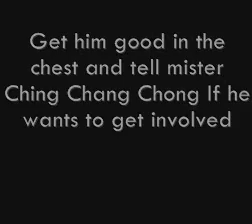 Get him good in the
chest and tell mister
Ching Chang Chong If he
wants to get involved